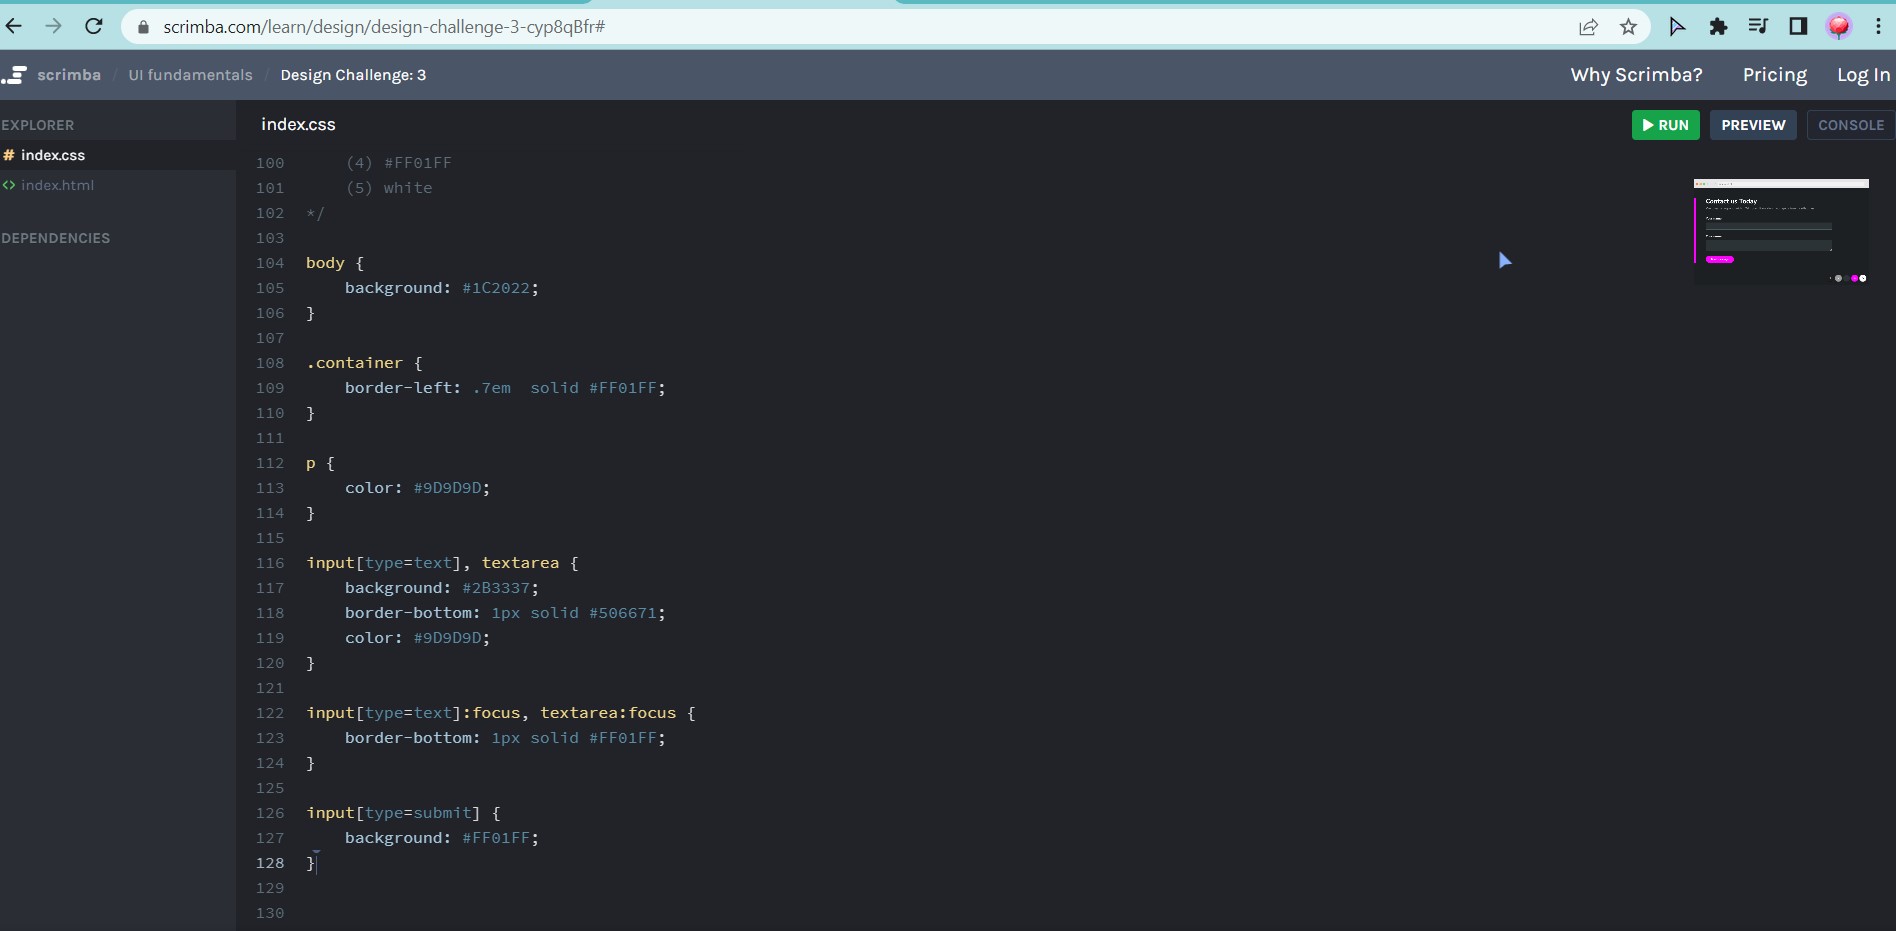 scrimba.com/learn/design/design-challenge-3-cyp8qBfr#
scrimba / UI fundamentals / Design Challenge: 3
Why Scrimba? Pricing Log In
EXPLORER
# index.css
<> index.html
DEPENDENCIES
index.css
RUN PREVIEW CONSOLE
100 (4) #FF01FF
101 (5) white
102 */
103
104 body {
105 background: #1C2022;
106 }
107
108 .container {
109 border-left: .7em  solid #FF01FF;
110 }
111
112 p {
113 color: #9D9D9D;
114 }
115
116 input[type=text], textarea {
117 background: #2B3337;
118 border-bottom: 1px solid #506671;
119 color: #9D9D9D;
120 }
121
122 input[type=text]:focus, textarea:focus {
123 border-bottom: 1px solid #FF01FF;
124 }
125
126 input[type=submit] {
127 background: #FF01FF;
128 }
129
130
Contact us Today